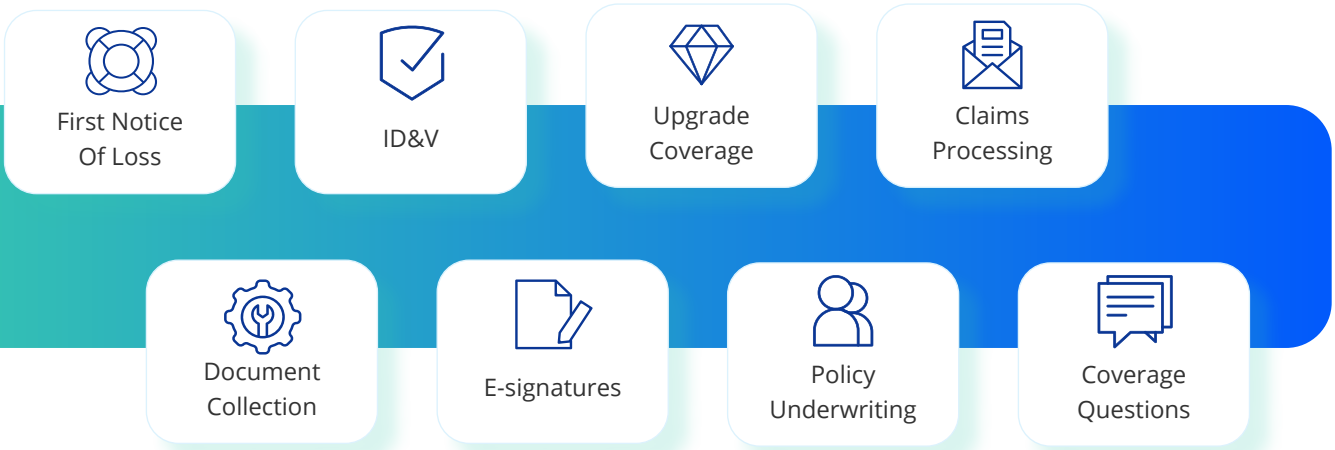 First Notice
Of Loss
ID&V
Upgrade
Coverage
Claims
Processing
Document
Collection
E-signatures
Policy
Underwriting
Coverage
Questions